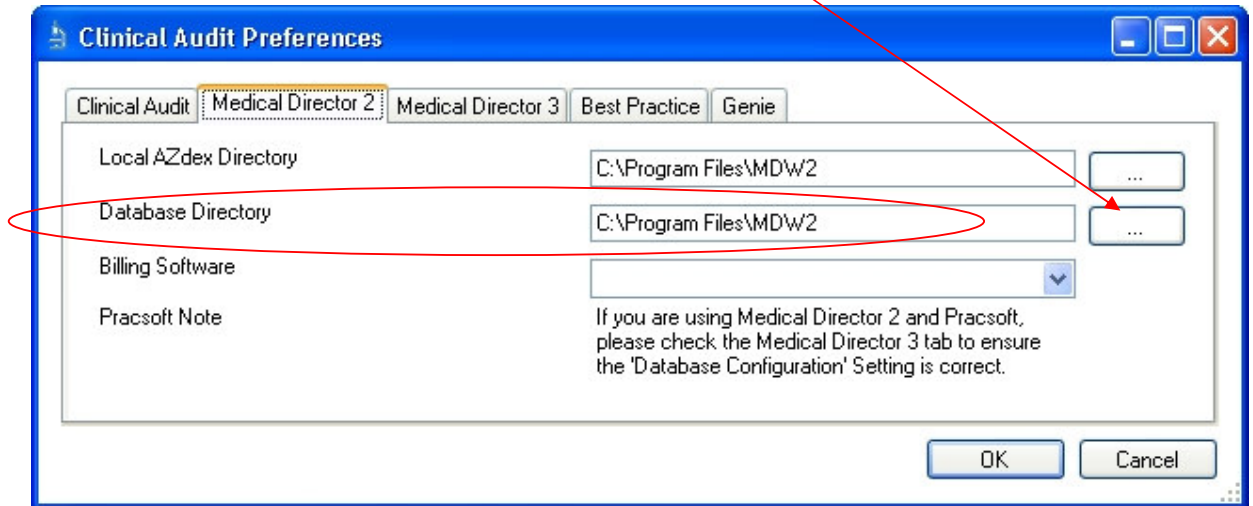 Clinical Audit Preferences
Clinical Audit Medical Director 2 Medical Director 3 Best Practice Genie
Local AZdex Directory C:\Program Files\MDW2 ...
Database Directory C:\Program Files\MDW2 ...
Billing Software
Pracsoft Note If you are using Medical Director 2 and Pracsoft,
please check the Medical Director 3 tab to ensure
the 'Database Configuration' Setting is correct.
OK Cancel